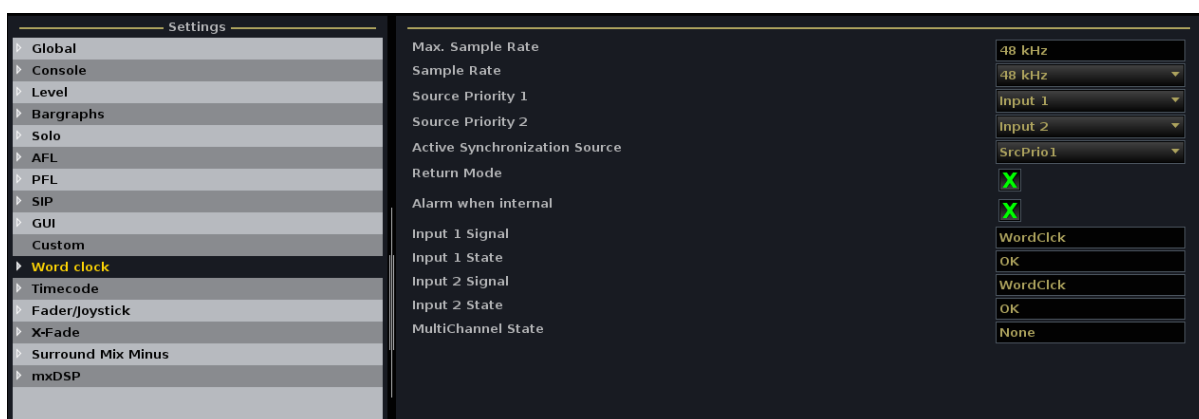 Settings
Global
Console
Level
Bargraphs
Solo
AFL
PFL
SIP
GUI
Custom
Word clock
Timecode
Fader/Joystick
X-Fade
Surround Mix Minus
mxDSP
Max. Sample Rate 48 kHz
Sample Rate 48 kHz
Source Priority 1 Input 1
Source Priority 2 Input 2
Active Synchronization Source SrcPrio1
Return Mode X
Alarm when internal X
Input 1 Signal WordClck
Input 1 State OK
Input 2 Signal WordClck
Input 2 State OK
MultiChannel State None